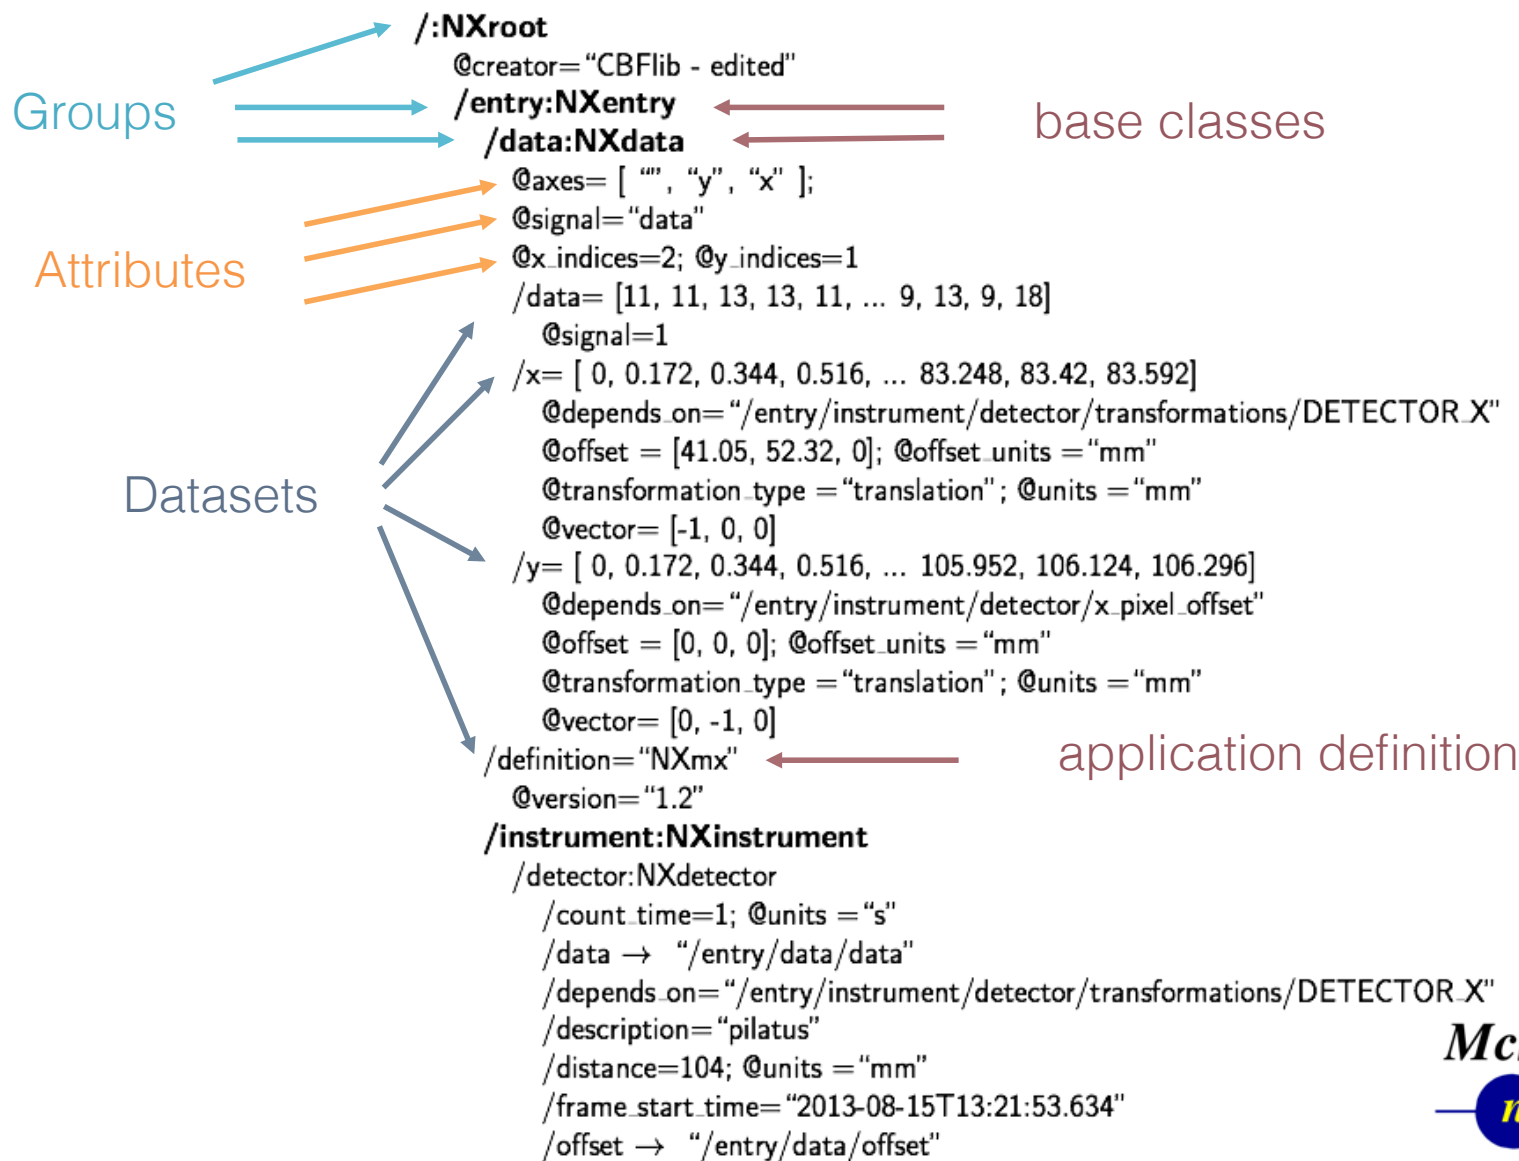 /:NXroot
@creator="CBFlib - edited"
Groups
/entry:NXentry
base classes
/data:NXdata
@axes= [ "", "y", "x" ];
@signal="data"
Attributes
@x_indices=2; @y_indices=1
/data= [11, 11, 13, 13, 11, ... 9, 13, 9, 18]
@signal=1
/x= [ 0, 0.172, 0.344, 0.516, ... 83.248, 83.42, 83.592]
@depends_on="/entry/instrument/detector/transformations/DETECTOR_X"
@offset = [41.05, 52.32, 0]; @offset_units ="mm"
Datasets
@transformation_type ="translation"; @units ="mm"
@vector= [-1, 0, 0]
/y= [ 0, 0.172, 0.344, 0.516, ... 105.952, 106.124, 106.296]
@depends_on="/entry/instrument/detector/x_pixel_offset"
@offset = [0, 0, 0]; @offset_units ="mm"
@transformation_type ="translation"; @units ="mm"
@vector= [0, -1, 0]
/definition="NXmx"
application definition
@version="1.2"
/instrument:NXinstrument
/detector:NXdetector
/count_time=1; @units ="s"
/data → "/entry/data/data"
/depends_on="/entry/instrument/detector/transformations/DETECTOR_X"
/description="pilatus"
/distance=104; @units ="mm"
/frame_start_time="2013-08-15T13:21:53.634"
/offset → "/entry/data/offset"